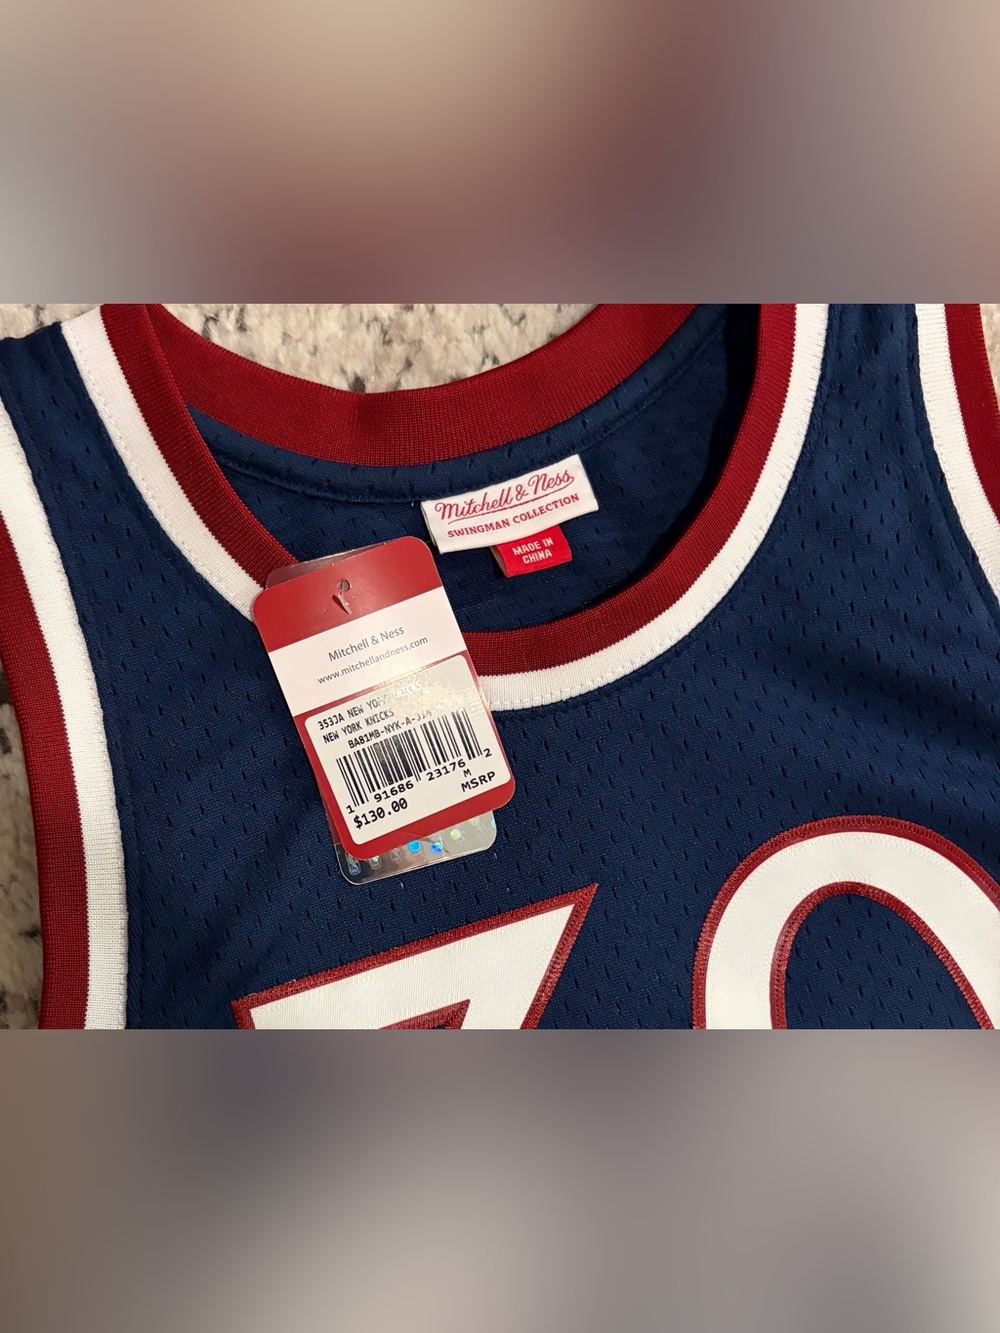 Mitchell & Ness
SWINGMAN COLLECTION
MADE IN
CHINA
Mitchell & Ness
www.mitchellandness.com
353JA NEW YORK KNICKS
NEW YORK KNICKS
BA81MB-NYK-A-J
1 91686 23176 2
M
$130.00 MSRP